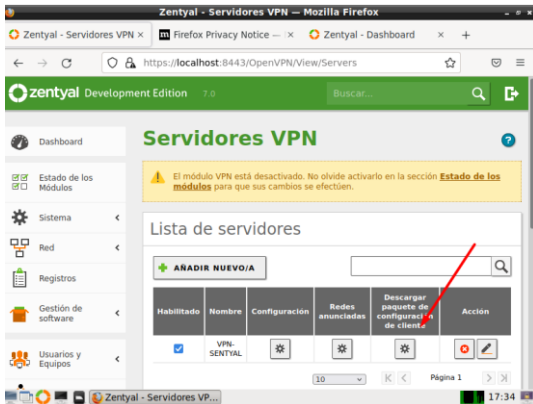 Zentyal - Servidores VPN — Mozilla Firefox
Zentyal - Servidores VPN ×
Firefox Privacy Notice — ×
Zentyal - Dashboard ×
https://localhost:8443/OpenVPN/View/Servers
zentyal Development Edition 7.0
Buscar...
Dashboard
Estado de los
Módulos
Sistema
Red
Registros
Gestión de
software
Usuarios y
Equipos
Servidores VPN
?
El módulo VPN está desactivado. No olvide activarlo en la sección Estado de los
módulos para que sus cambios se efectúen.
Lista de servidores
AÑADIR NUEVO/A
Habilitado
Nombre
Configuración
Redes
anunciadas
Descargar
paquete de
configuración
de cliente
Acción
VPN-
SENTYAL
10
Página 1
Zentyal - Servidores VP...
17:34